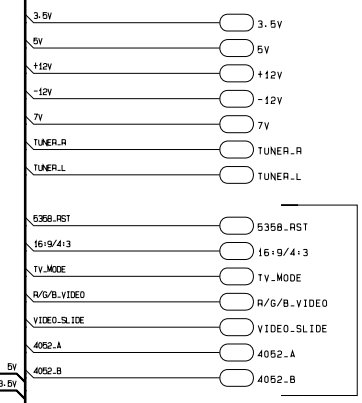 3.5V 3.5V
5V 5V
+12V +12V
-12V -12V
7V 7V
TUNER_R TUNER_R
TUNER_L TUNER_L
5358_RST 5358_RST
16:9/4:3 16:9/4:3
TV_MODE TV_MODE
R/G/B_VIDEO R/G/B_VIDEO
VIDEO_SLIDE VIDEO_SLIDE
4052_A 4052_A
5V
4052_B 4052_B
3.5V